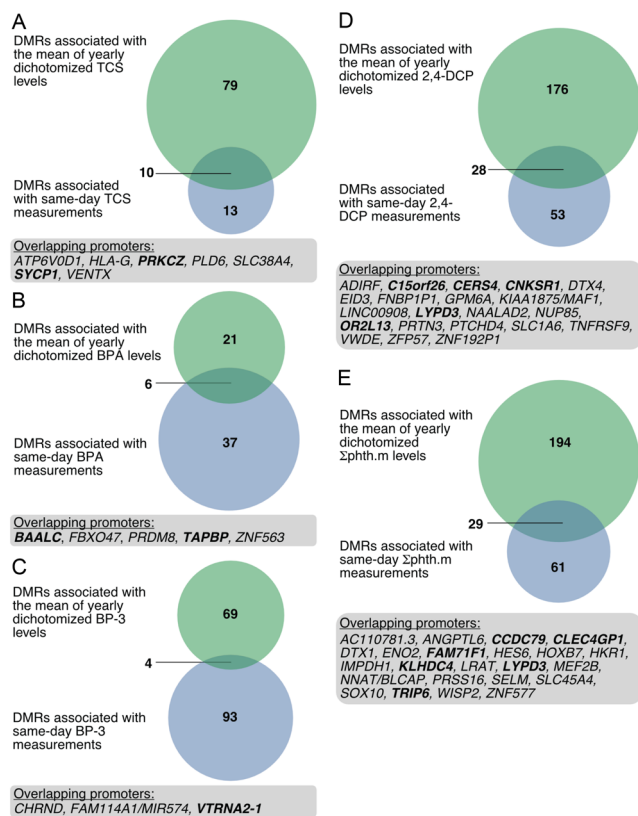 A
DMRs associated with
the mean of yearly
dichotomized TCS
levels
79
10
DMRs associated
with same-day TCS
measurements
13
Overlapping promoters:
ATP6V0D1, HLA-G, PRKCZ, PLD6, SLC38A4,
SYCP1, VENTX
B
DMRs associated with
the mean of yearly
dichotomized BPA levels
21
6
DMRs associated with
same-day BPA
measurements
37
Overlapping promoters:
BAALC, FBXO47, PRDM8, TAPBP, ZNF563
C
DMRs associated with
the mean of yearly
dichotomized BP-3
levels
69
4
DMRs associated with
same-day BP-3
measurements
93
Overlapping promoters:
CHRND, FAM114A1/MIR574, VTRNA2-1
D
DMRs associated with
the mean of yearly
dichotomized 2,4-DCP
levels
176
28
DMRs associated
with same-day 2,4-
DCP measurements
53
Overlapping promoters:
ADIRF, C15orf26, CERS4, CNKSR1, DTX4,
EID3, FNBP1P1, GPM6A, KIAA1875/MAF1,
LINC00908, LYPD3, NAALAD2, NUP85,
OR2L13, PRTN3, PTCHD4, SLC1A6, TNFRSF9,
VWDE, ZFP57, ZNF192P1
E
DMRs associated with
the mean of yearly
dichotomized
Σphth.m levels
194
29
DMRs associated with
same-day Σphth.m
measurements
61
Overlapping promoters:
AC110781.3, ANGPTL6, CCDC79, CLEC4GP1,
DTX1, ENO2, FAM71F1, HES6, HOXB7, HKR1,
IMPDH1, KLHDC4, LRAT, LYPD3, MEF2B,
NNAT/BLCAP, PRSS16, SELM, SLC45A4,
SOX10, TRIP6, WISP2, ZNF577